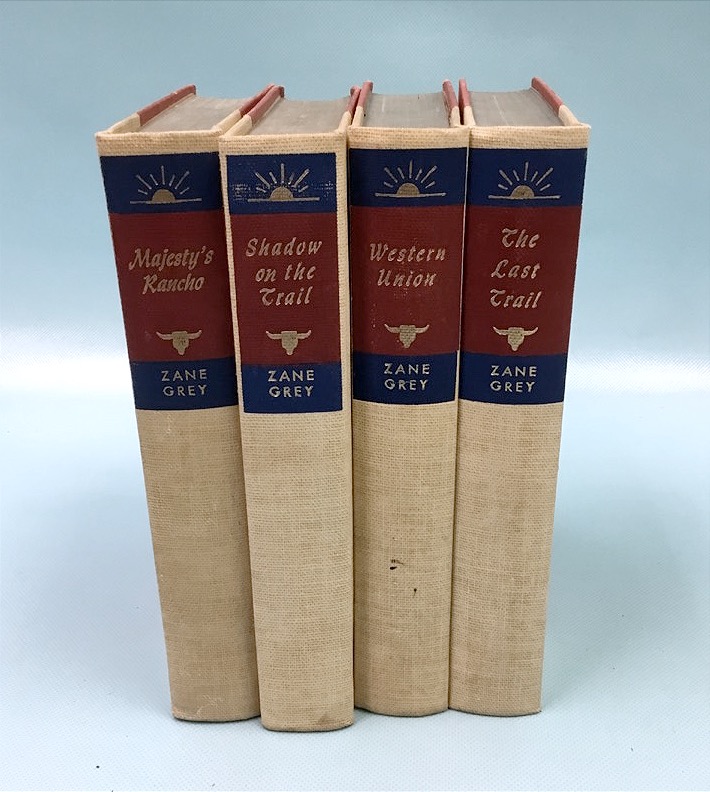 Majesty's
Rancho
ZANE
GREY
Shadow
on the
Trail
ZANE
GREY
Western
Union
ZANE
GREY
The
Last
Trail
ZANE
GREY